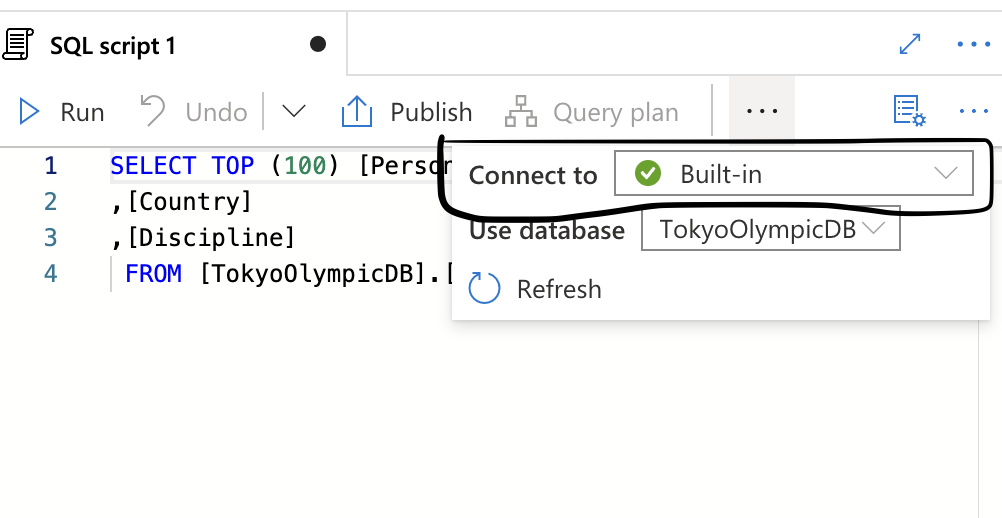 SQL script 1
Run Undo Publish Query plan
1 SELECT TOP (100) [Person
2 ,[Country]
3 ,[Discipline]
4 FROM [TokyoOlympicDB].[
Connect to Built-in
Use database TokyoOlympicDB
Refresh